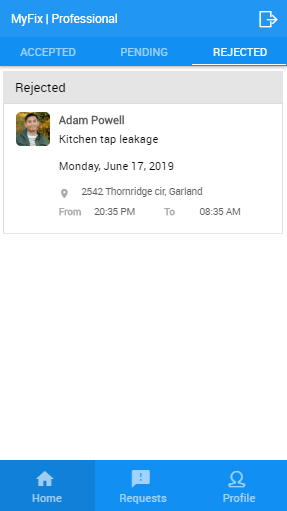 MyFix | Professional
ACCEPTED PENDING REJECTED
Rejected
Adam Powell
Kitchen tap leakage
Monday, June 17, 2019
2542 Thornridge cir, Garland
From 20:35 PM To 08:35 AM
Home Requests Profile